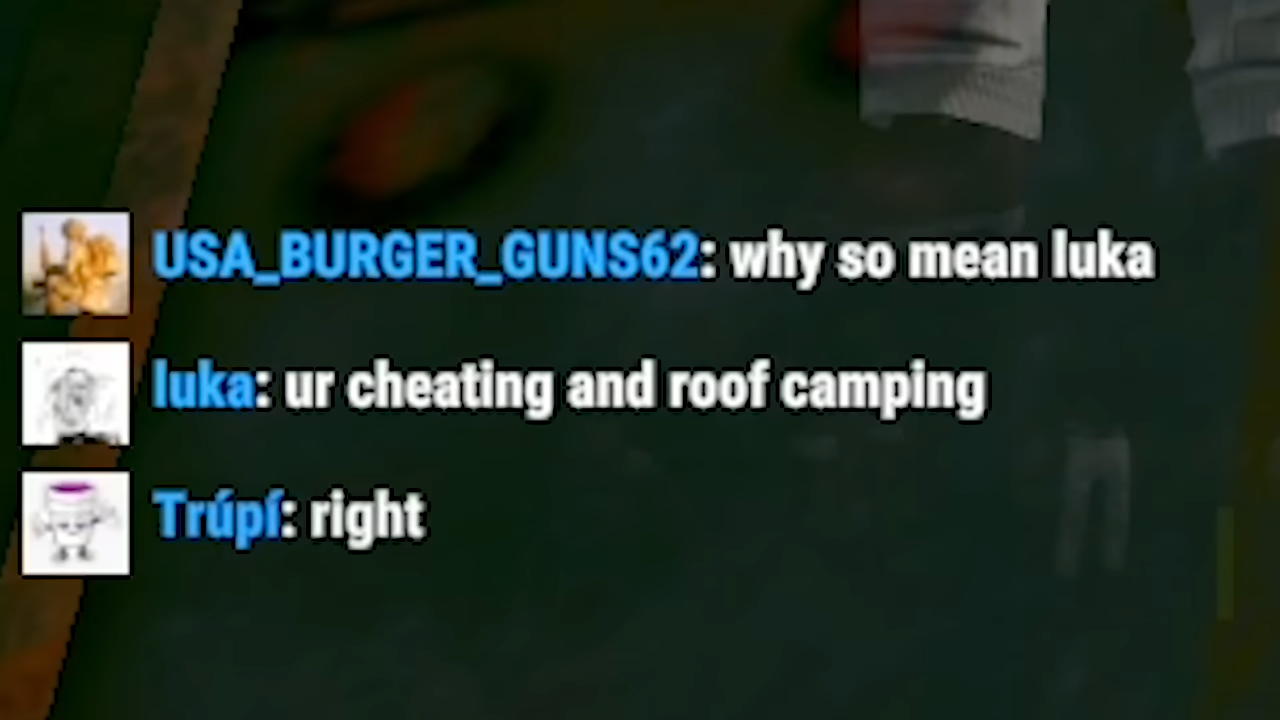 USA_BURGER_GUNS62: why so mean luka
luka: ur cheating and roof camping
Trúpí: right